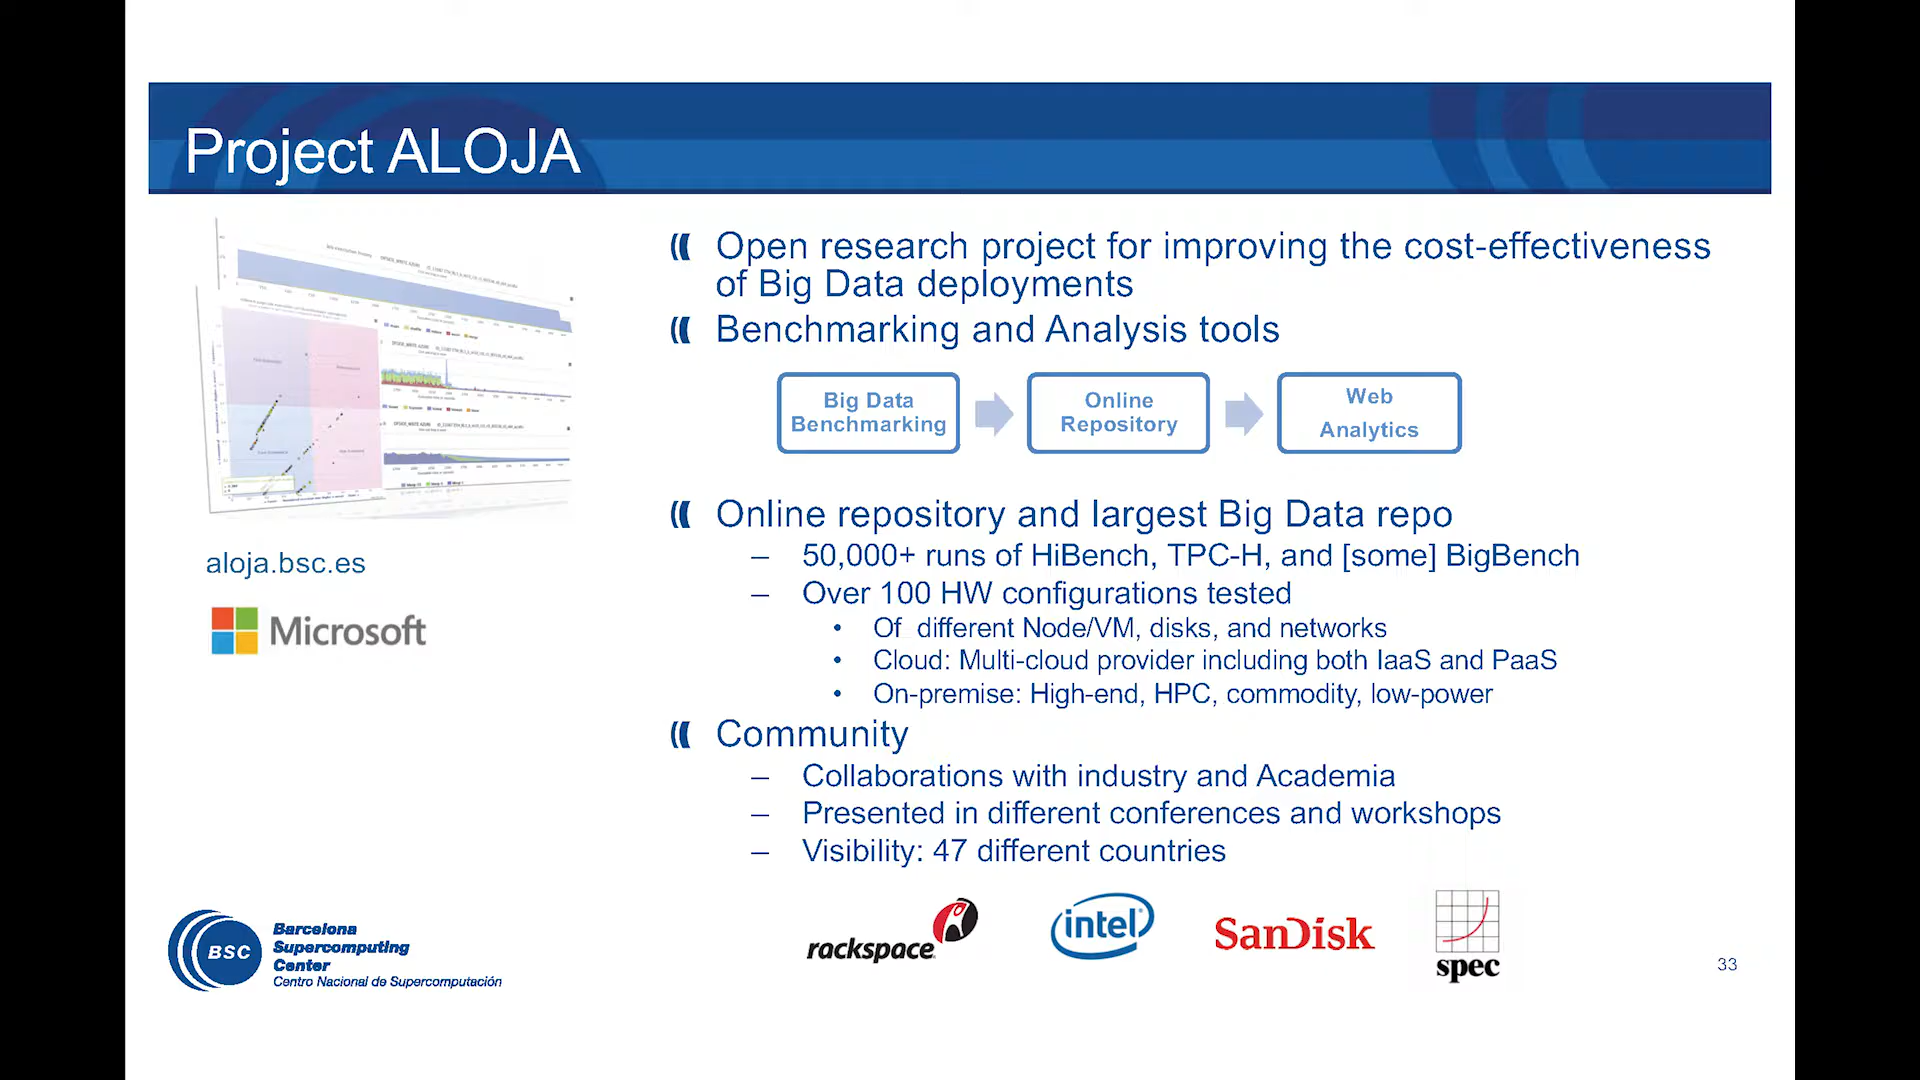 Project ALOJA
Open research project for improving the cost-effectiveness
of Big Data deployments
Benchmarking and Analysis tools
Big Data
Benchmarking
Online
Repository
Web
Analytics
Online repository and largest Big Data repo
– 50,000+ runs of HiBench, TPC-H, and [some] BigBench
– Over 100 HW configurations tested
• Of different Node/VM, disks, and networks
• Cloud: Multi-cloud provider including both IaaS and PaaS
• On-premise: High-end, HPC, commodity, low-power
Community
– Collaborations with industry and Academia
– Presented in different conferences and workshops
– Visibility: 47 different countries
aloja.bsc.es
Microsoft
BSC
Barcelona
Supercomputing
Center
Centro Nacional de Supercomputación
rackspace
intel
SanDisk
spec
33